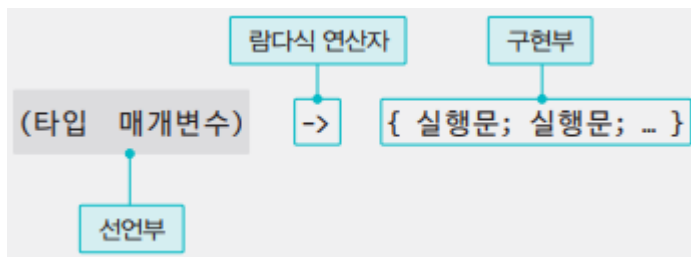 람다식 연산자 구현부
(타입 매개변수) -> { 실행문; 실행문; … }
선언부